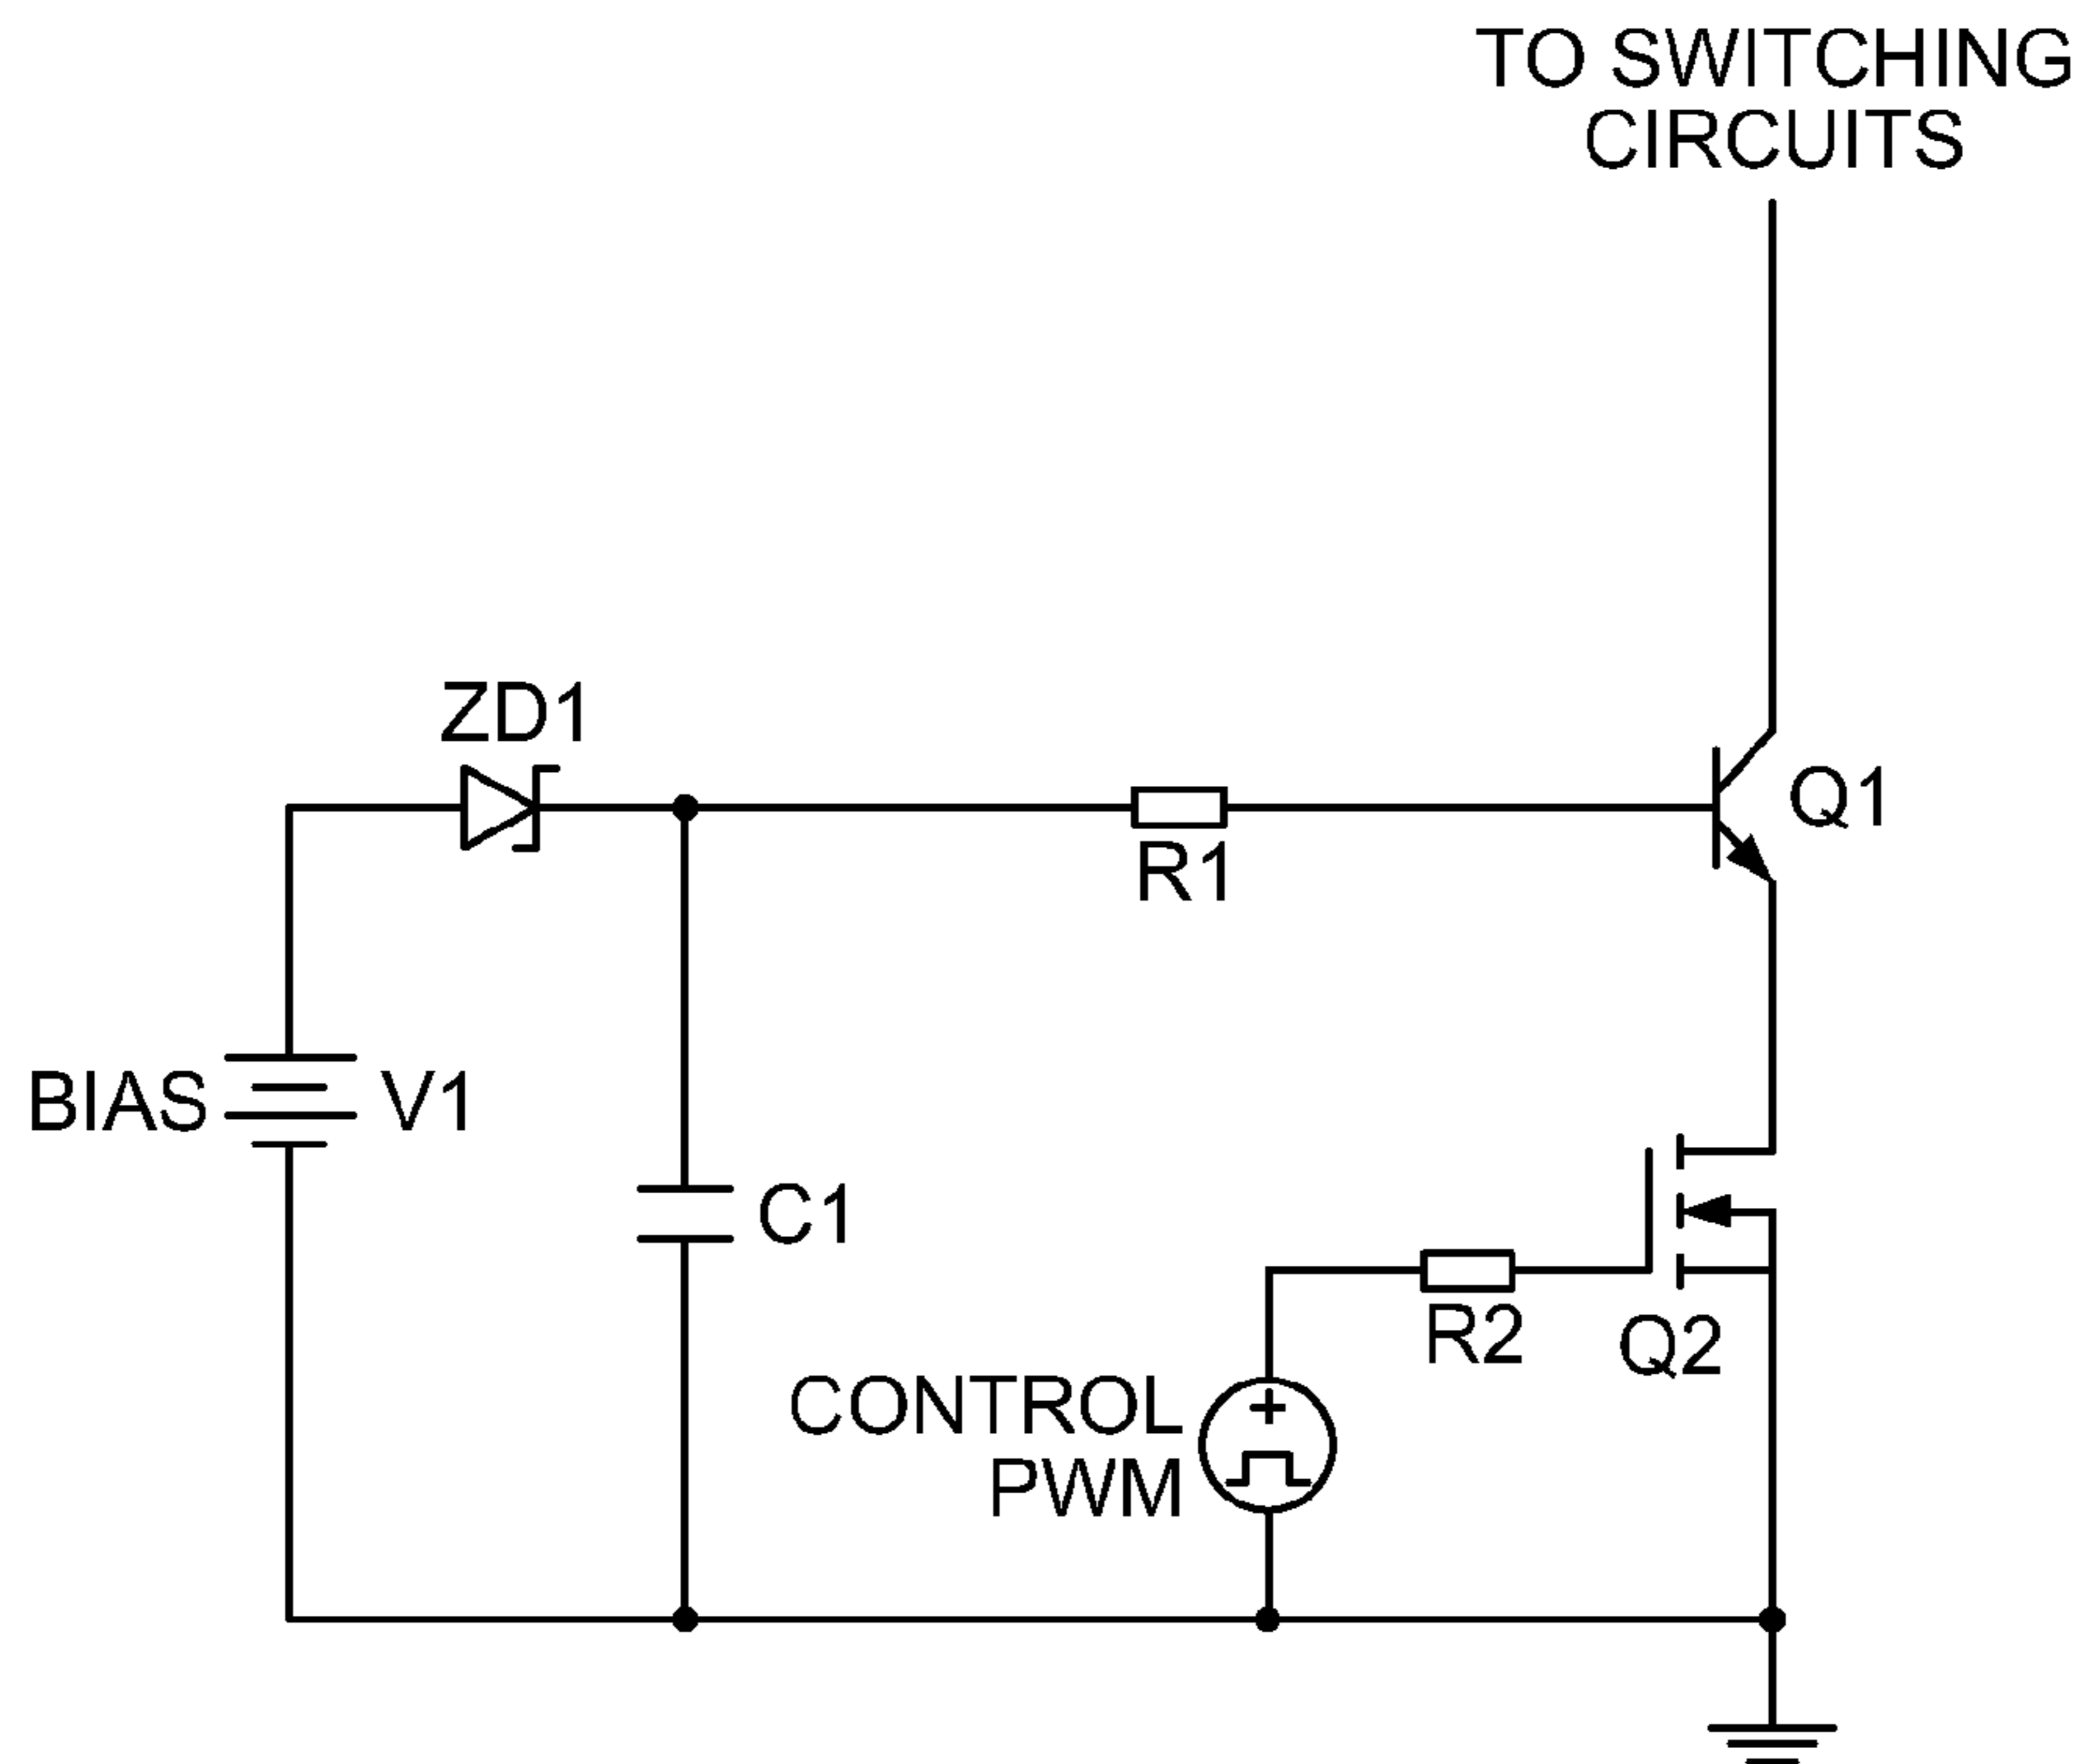 TO SWITCHING
CIRCUITS
ZD1
Q1
R1
BIAS
V1
C1
R2
Q2
CONTROL
PWM